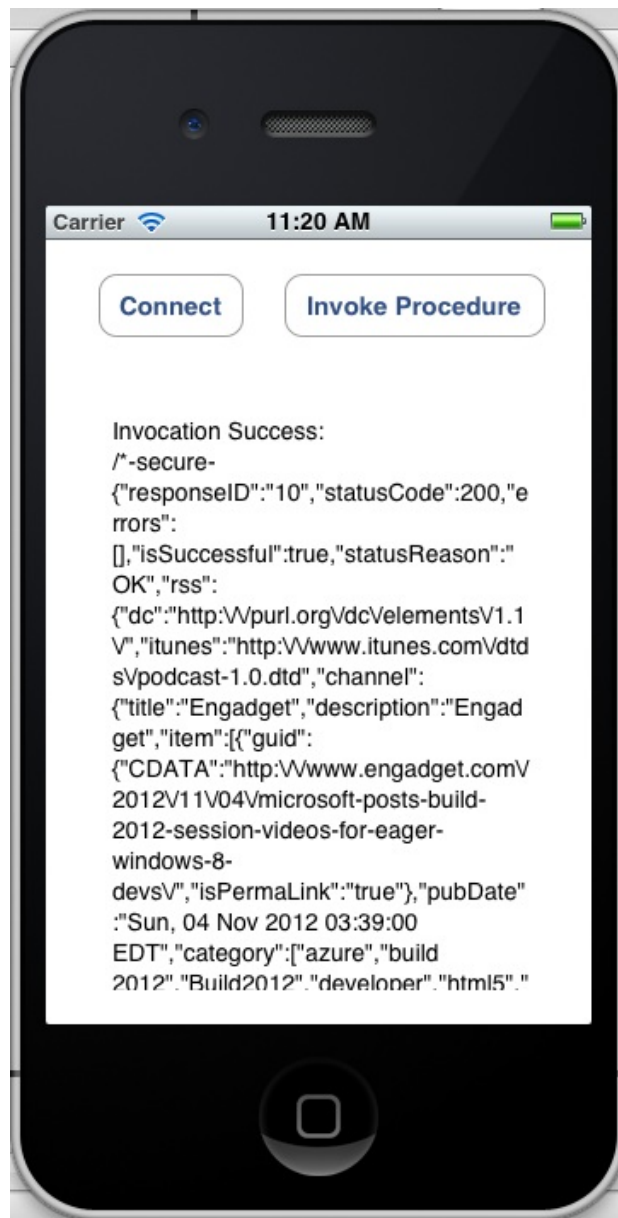 Carrier 11:20 AM
Connect Invoke Procedure
Invocation Success:
/*-secure-
{"responseID":"10","statusCode":200,"e
rrors":
[],"isSuccessful":true,"statusReason":"
OK","rss":
{"dc":"http:\/\/purl.org\/dc\/elements\/1.1
\/","itunes":"http:\/\/www.itunes.com\/dtd
s\/podcast-1.0.dtd","channel":
{"title":"Engadget","description":"Engad
get","item":[{"guid":
{"CDATA":"http:\/\/www.engadget.com\/
2012\/11\/04\/microsoft-posts-build-
2012-session-videos-for-eager-
windows-8-
devs\/","isPermaLink":"true"},"pubDate"
:"Sun, 04 Nov 2012 03:39:00
EDT","category":["azure","build
2012","Build2012","developer","html5","